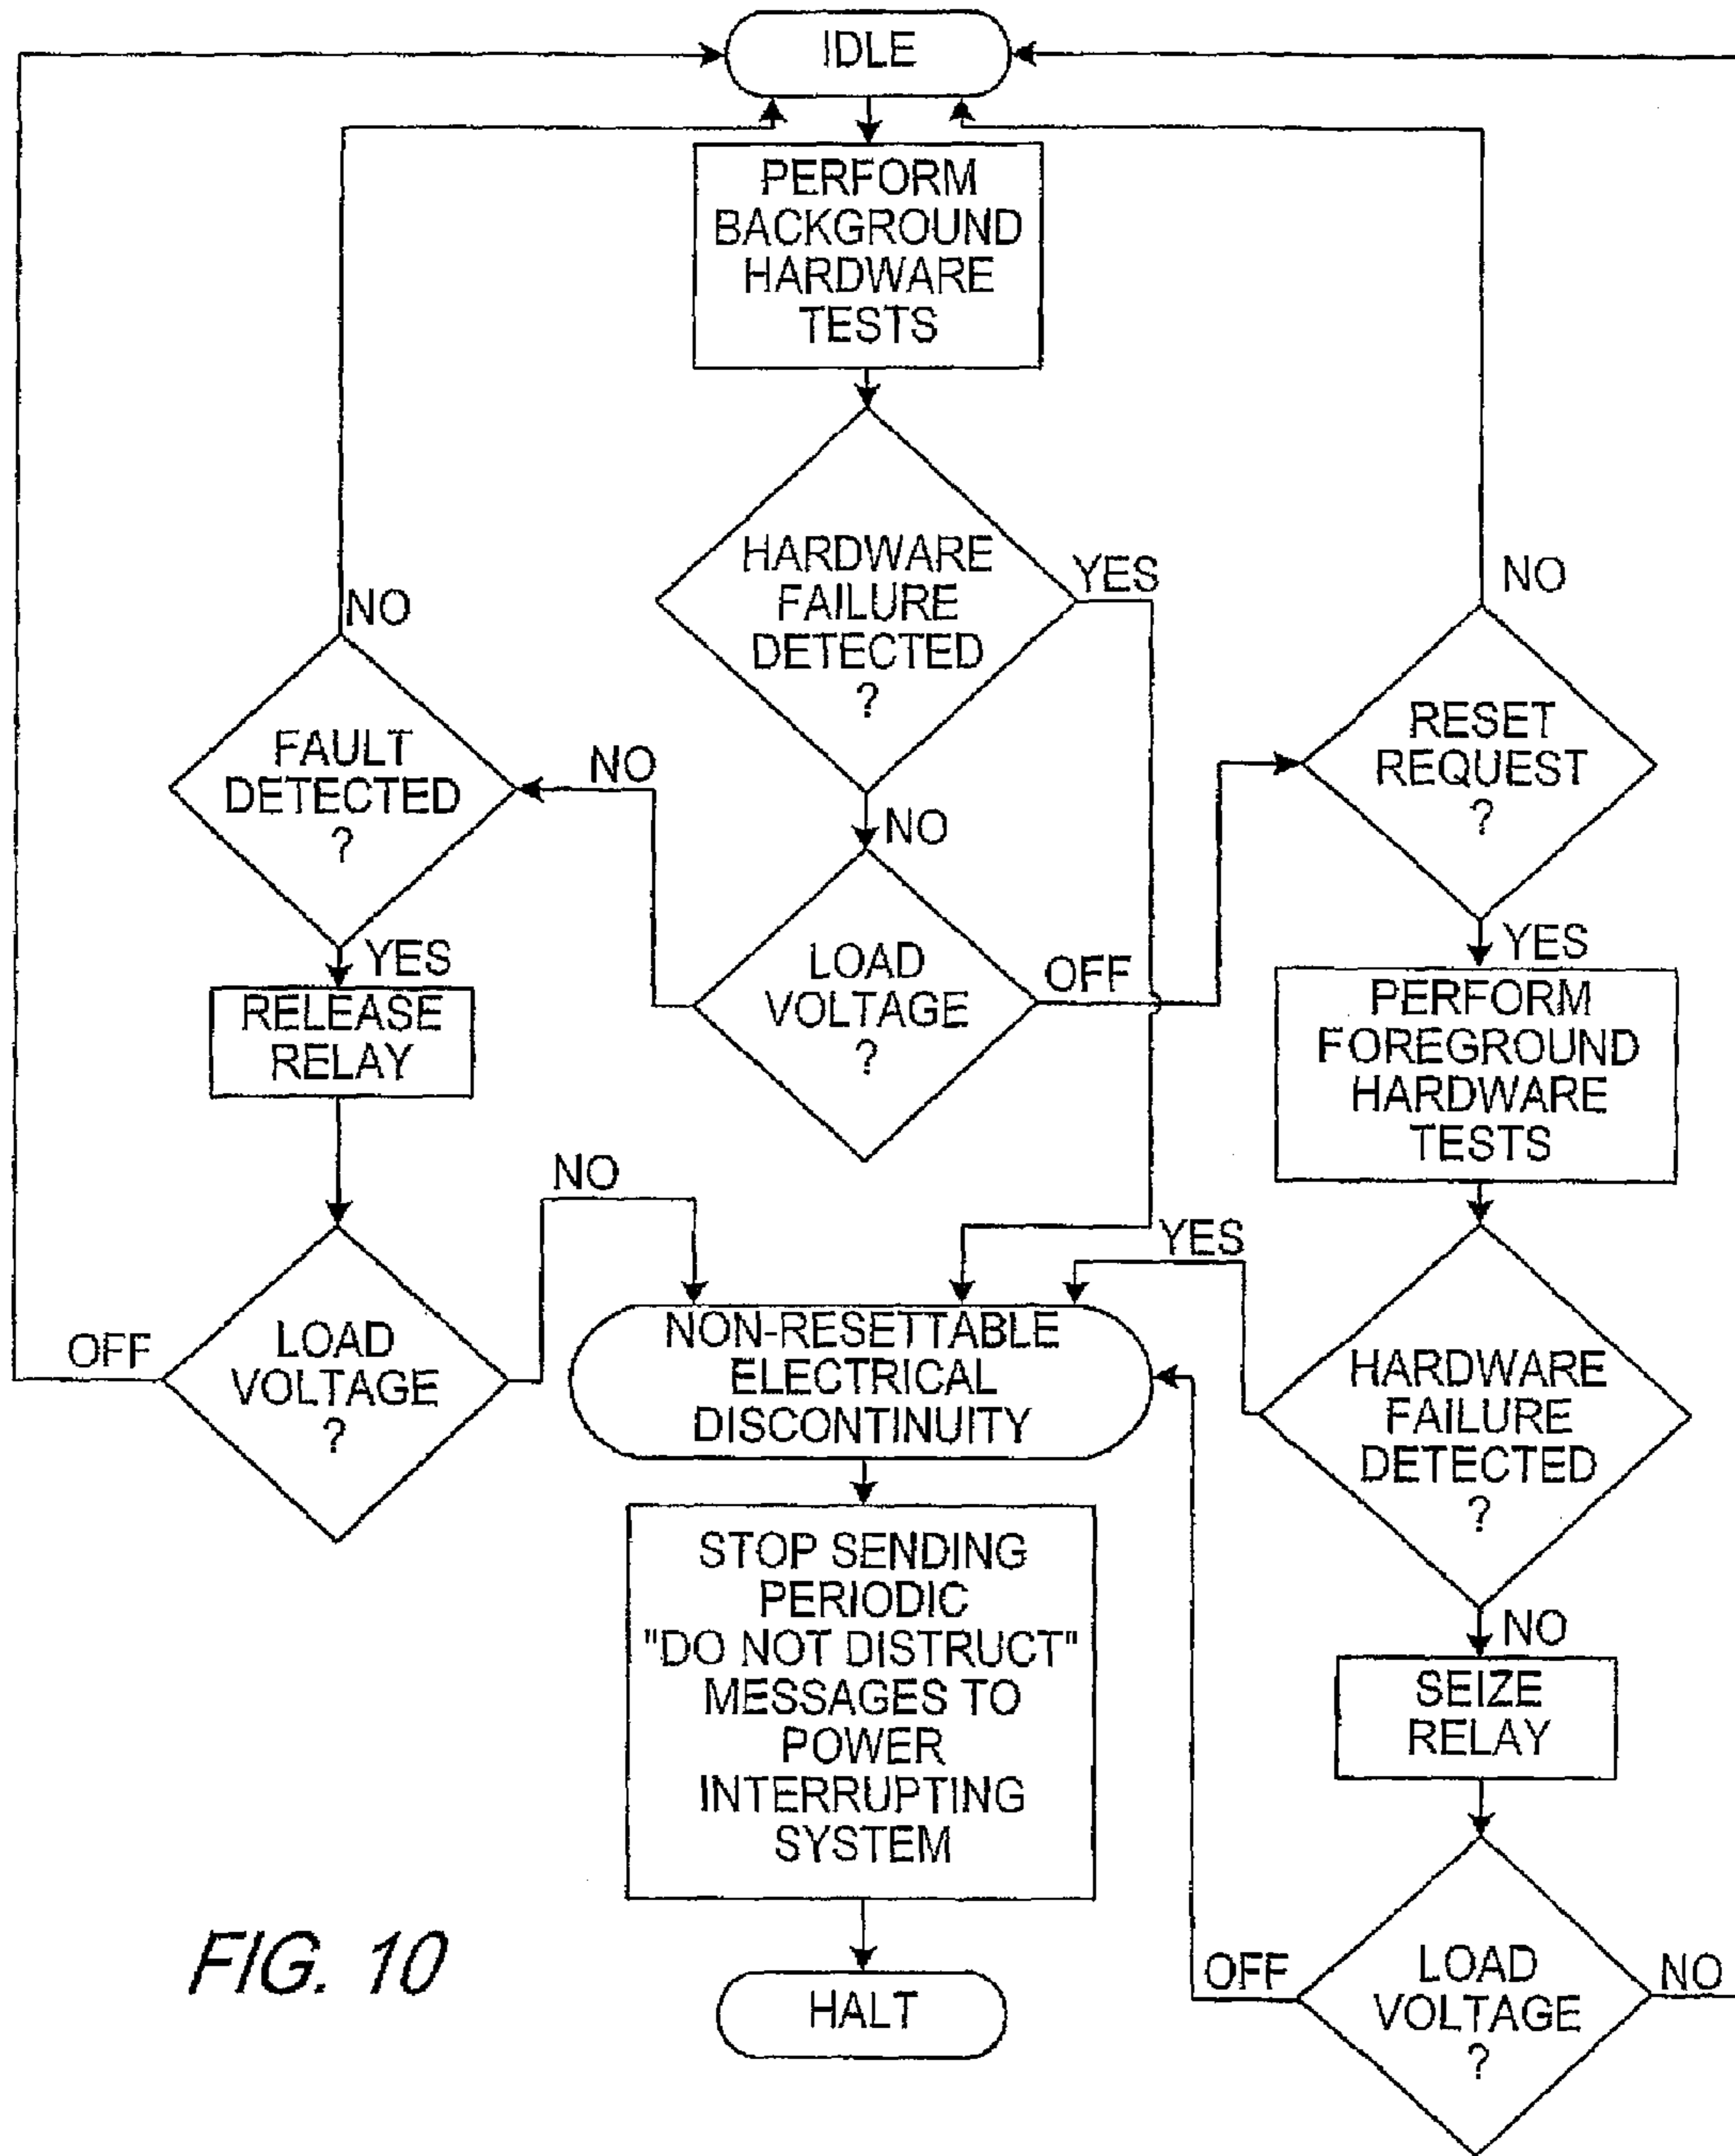 IDLE
PERFORM
BACKGROUND
HARDWARE
TESTS
HARDWARE
FAILURE
DETECTED
?
YES
NO
NO
FAULT
DETECTED
?
NO
YES
RELEASE
RELAY
LOAD
VOLTAGE
?
OFF
NO
RESET
REQUEST
?
YES
PERFORM
FOREGROUND
HARDWARE
TESTS
LOAD
VOLTAGE
?
OFF
NO
YES
NON-RESETTABLE
ELECTRICAL
DISCONTINUITY
HARDWARE
FAILURE
DETECTED
?
NO
SEIZE
RELAY
STOP SENDING
PERIODIC
"DO NOT DISTRUCT"
MESSAGES TO
POWER
INTERRUPTING
SYSTEM
HALT
LOAD
VOLTAGE
?
OFF
NO
FIG. 10